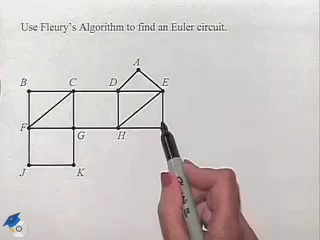 Use Fleury's Algorithm to find an Euler circuit.
A
B C D E
F G H
J K